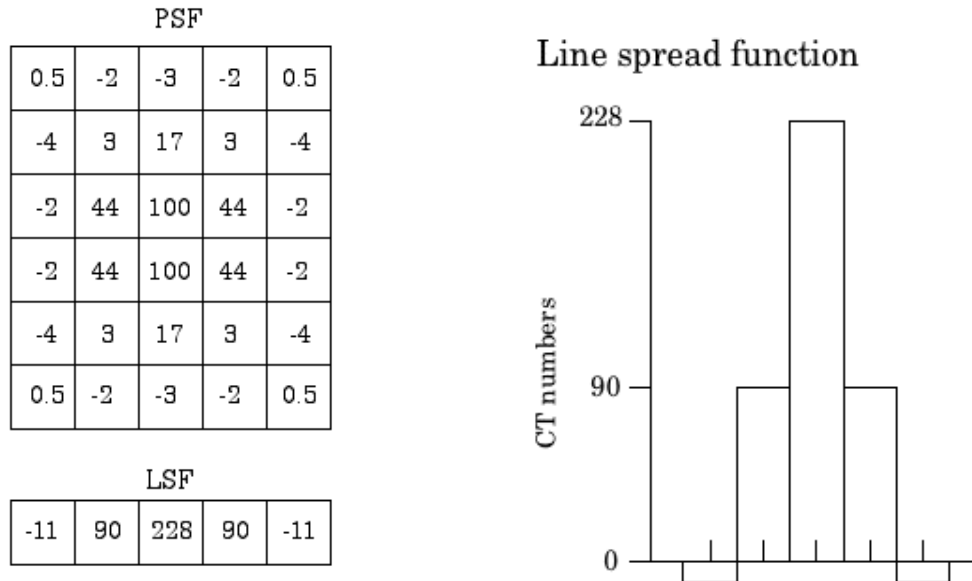 PSF
0.5 -2 -3 -2 0.5
-4 3 17 3 -4
-2 44 100 44 -2
-2 44 100 44 -2
-4 3 17 3 -4
0.5 -2 -3 -2 0.5
LSF
-11 90 228 90 -11
Line spread function
228
90
0
CT numbers